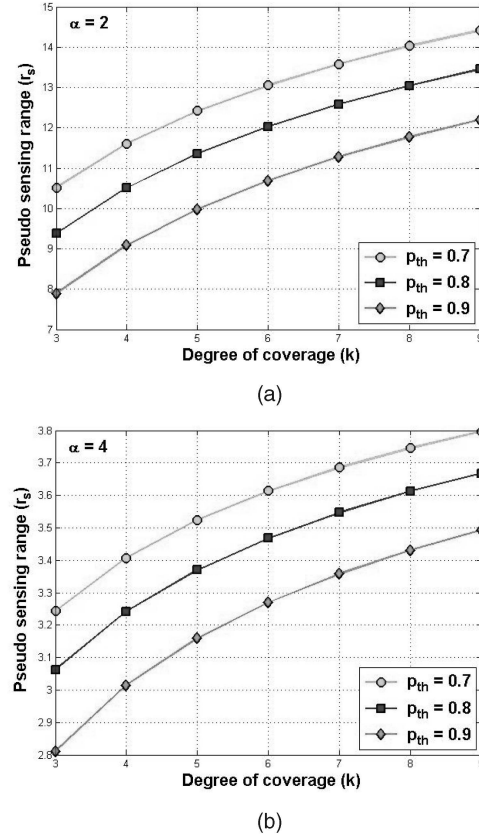 α = 2
Pseudo sensing range (rs)
15
14
13
12
11
10
9
8
7
pth = 0.7
pth = 0.8
pth = 0.9
3 4 5 6 7 8 9
Degree of coverage (k)
(a)
α = 4
Pseudo sensing range (rs)
3.8
3.7
3.6
3.5
3.4
3.3
3.2
3.1
3
2.9
2.8
pth = 0.7
pth = 0.8
pth = 0.9
3 4 5 6 7 8 9
Degree of coverage (k)
(b)